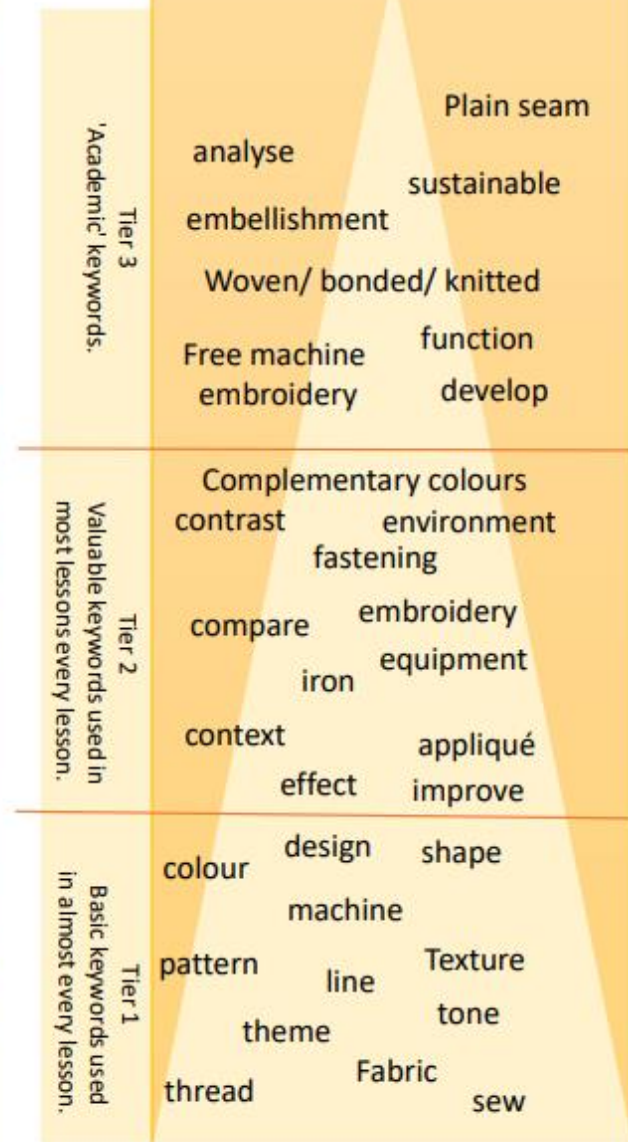 Tier 3
'Academic' keywords.
Plain seam
analyse
sustainable
embellishment
Woven/ bonded/ knitted
function
Free machine
embroidery
develop
Tier 2
Valuable keywords used in
most lessons every lesson.
Complementary colours
contrast
environment
fastening
embroidery
compare
equipment
iron
context
appliqué
effect
improve
Tier 1
Basic keywords used
in almost every lesson.
design
shape
colour
machine
pattern
Texture
line
tone
theme
Fabric
thread
sew